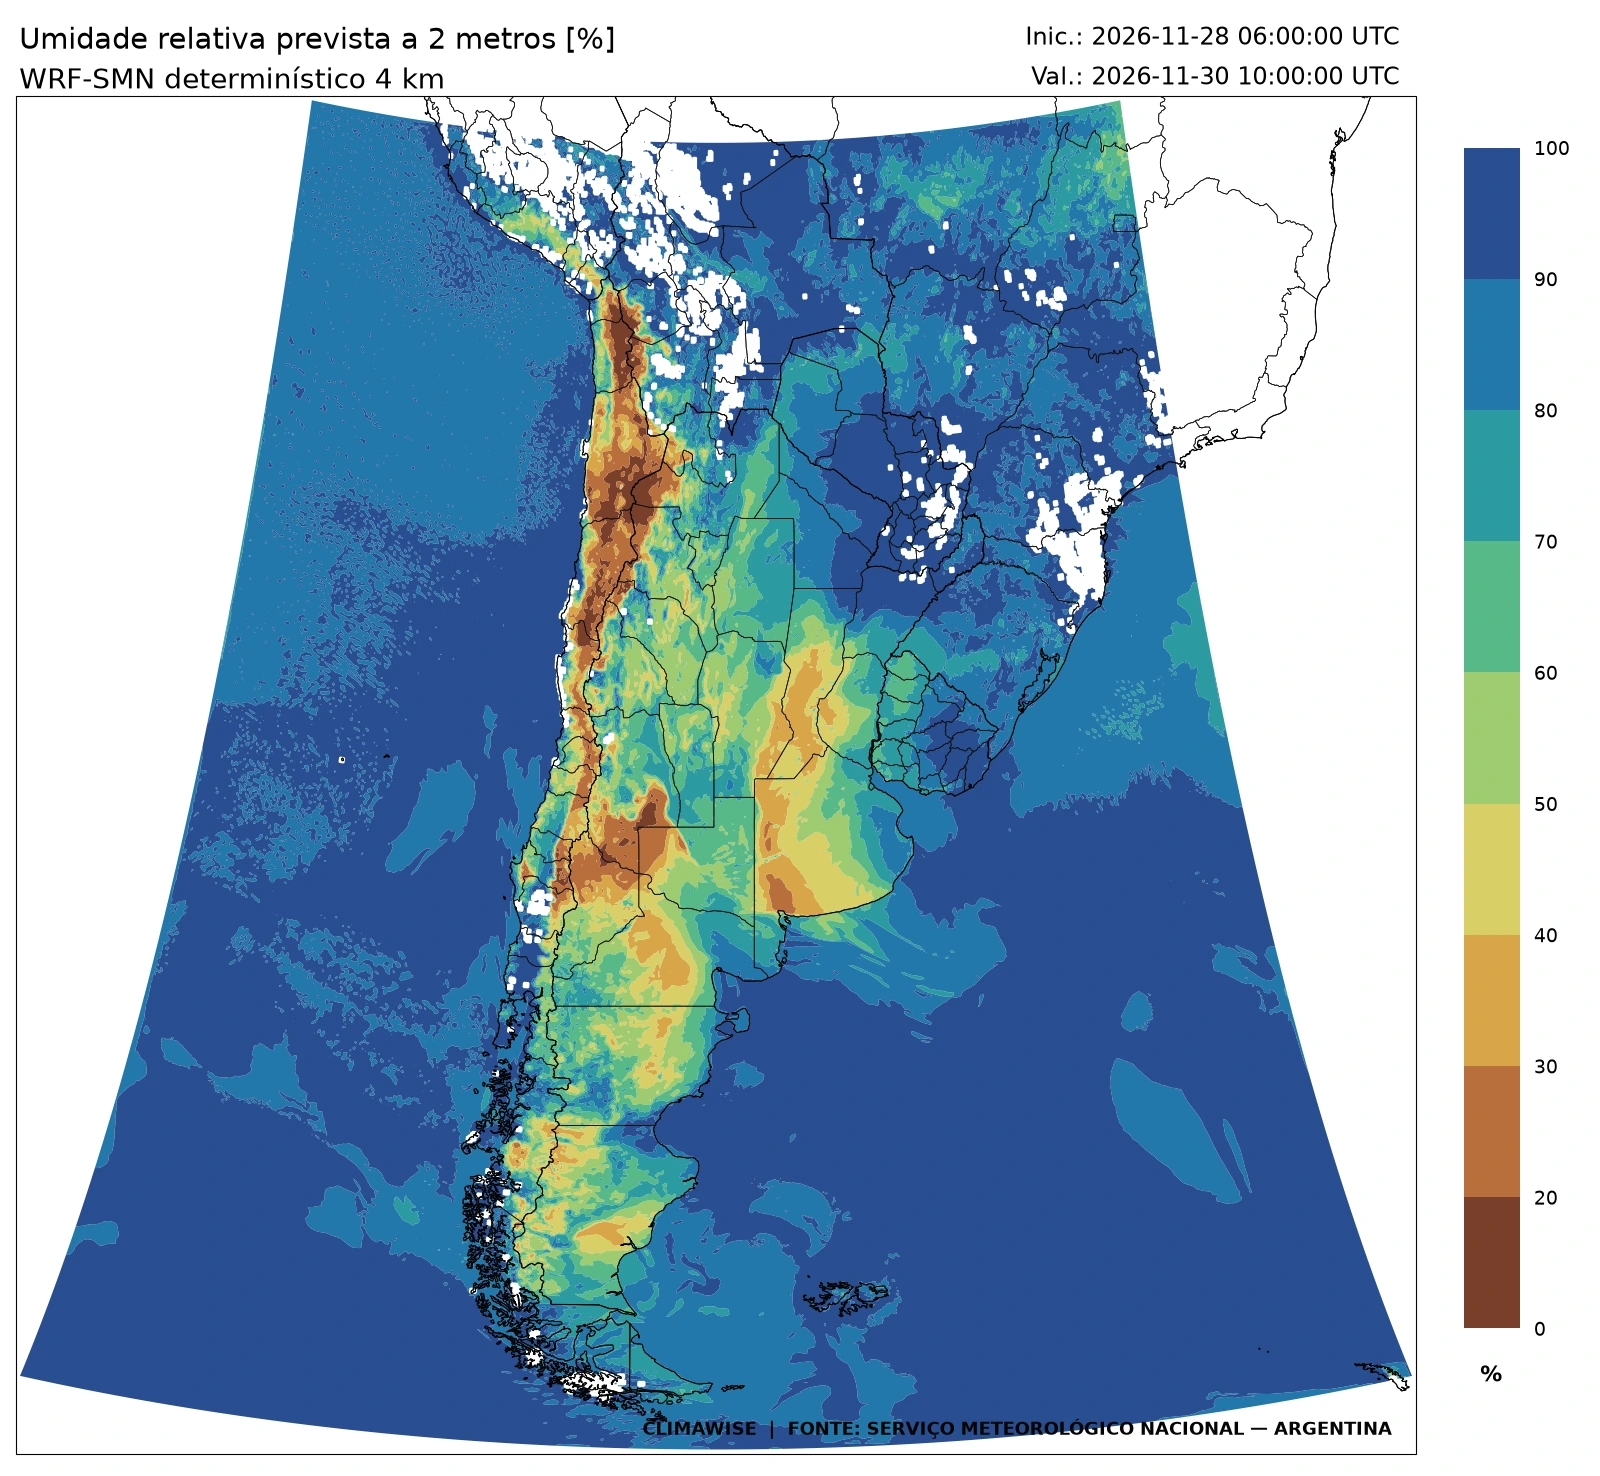 Umidade relativa prevista a 2 metros [%]
WRF-SMN determinístico 4 km
Inic.: 2026-11-28 06:00:00 UTC
Val.: 2026-11-30 10:00:00 UTC
100
90
80
70
60
50
40
30
20
0
%
CLIMAWISE | FONTE: SERVIÇO METEOROLÓGICO NACIONAL — ARGENTINA